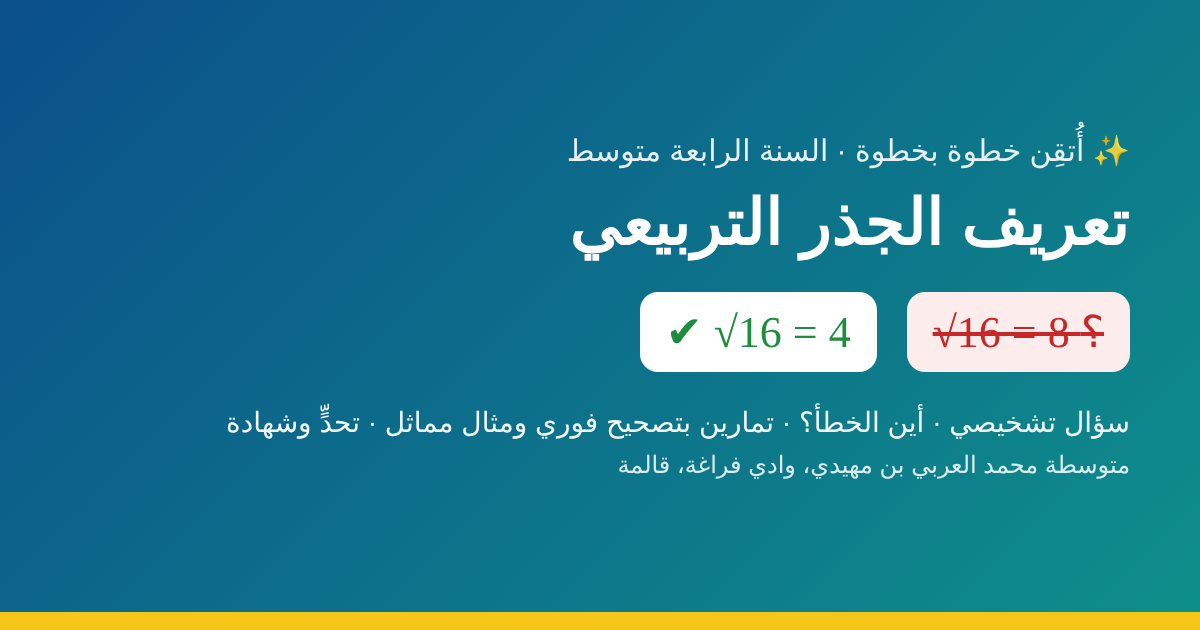 ✨ أُتقِن خطوة بخطوة · السنة الرابعة متوسط
تعريف الجذر التربيعي
√16 = 8 ؟
√16 = 4 ✔
سؤال تشخيصي · أين الخطأ؟ · تمارين بتصحيح فوري ومثال مماثل · تحدٍّ وشهادة
متوسطة محمد العربي بن مهيدي، وادي فراغة، قالمة